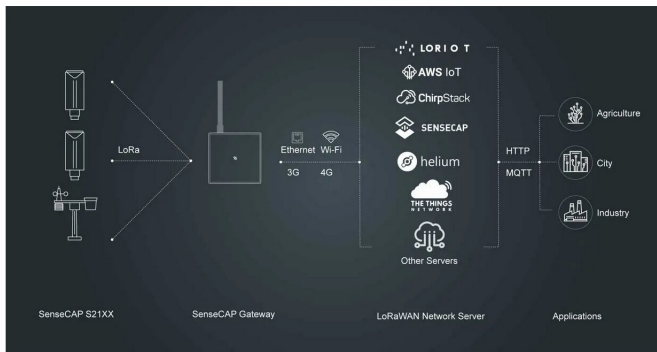 LORIOT
AWS IoT
ChirpStack
SENSECAP
helium
THE THINGS
NETWORK
Other Servers
LoRa
Ethernet Wi-Fi
3G 4G
HTTP
MQTT
Agriculture
City
Industry
SenseCAP S21XX
SenseCAP Gateway
LoRaWAN Network Server
Applications